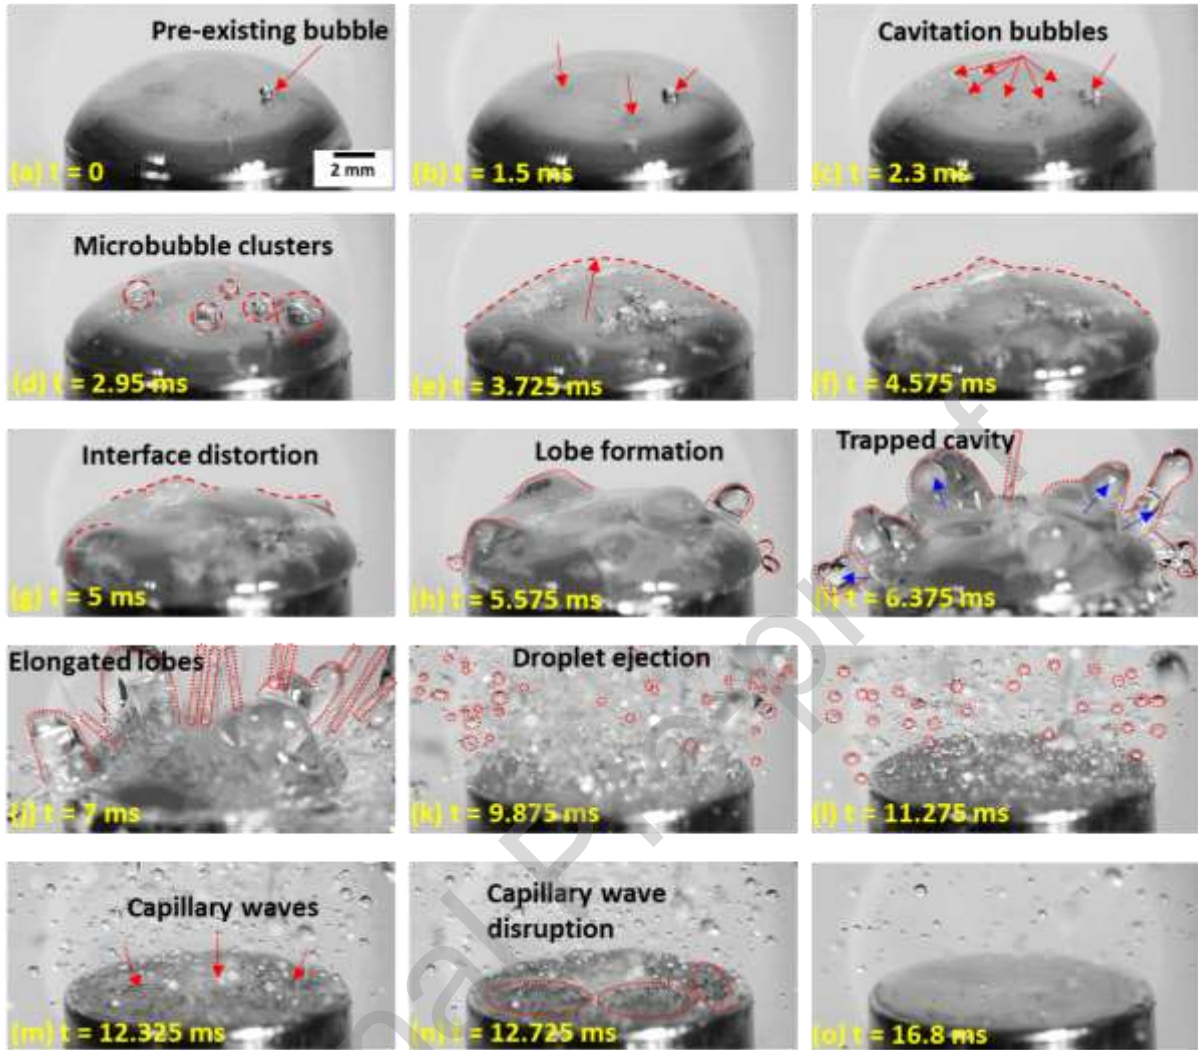 Pre-existing bubble
(a) t = 0
2 mm
(b) t = 1.5 ms
Cavitation bubbles
(c) t = 2.3 ms
Microbubble clusters
(d) t = 2.95 ms
(e) t = 3.725 ms
(f) t = 4.575 ms
Interface distortion
(g) t = 5 ms
Lobe formation
(h) t = 5.575 ms
Trapped cavity
(i) t = 6.375 ms
Elongated lobes
(j) t = 7 ms
Droplet ejection
(k) t = 9.875 ms
(l) t = 11.275 ms
Capillary waves
(m) t = 12.325 ms
Capillary wave
disruption
(n) t = 12.725 ms
(o) t = 16.8 ms